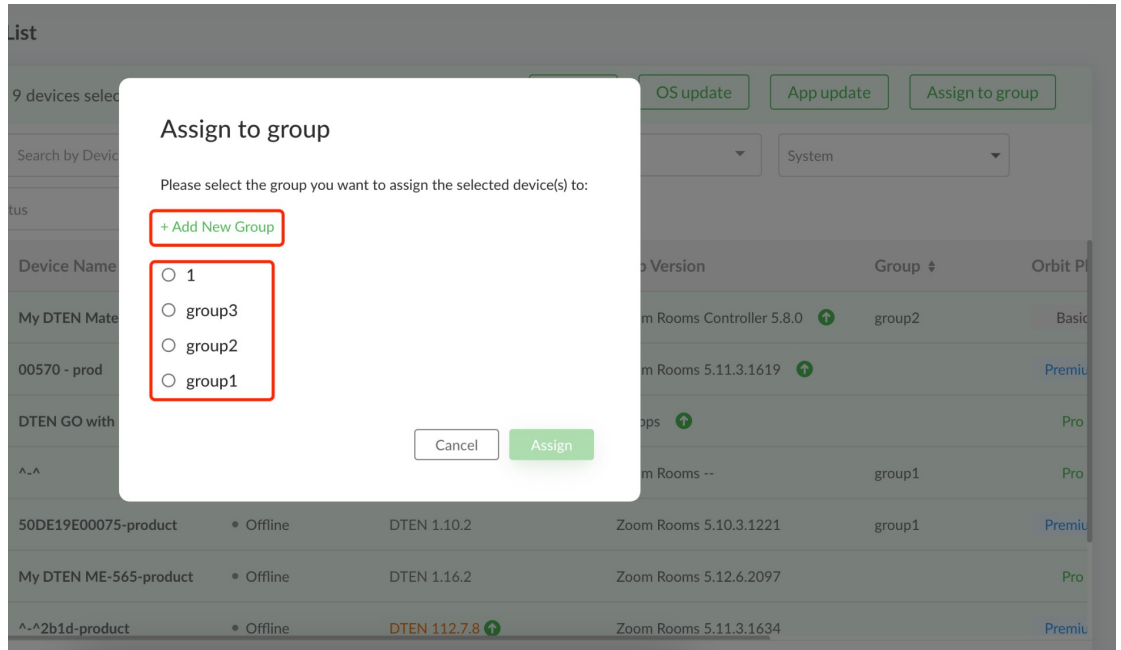 List
9 devices selec
OS update
App update
Assign to group
Search by Devic
System
tus
Assign to group
Please select the group you want to assign the selected device(s) to:
+ Add New Group
1
group3
group2
group1
Cancel
Assign
Device Name
Version
Group
Orbit Pl
My DTEN Mate
m Rooms Controller 5.8.0
group2
Basic
00570 - prod
m Rooms 5.11.3.1619
Premiu
DTEN GO with
Pro
^-^
m Rooms --
group1
Pro
50DE19E00075-product
Offline
DTEN 1.10.2
Zoom Rooms 5.10.3.1221
group1
Premiu
My DTEN ME-565-product
Offline
DTEN 1.16.2
Zoom Rooms 5.12.6.2097
Pro
^-^2b1d-product
Offline
DTEN 112.7.8
Zoom Rooms 5.11.3.1634
Premiu